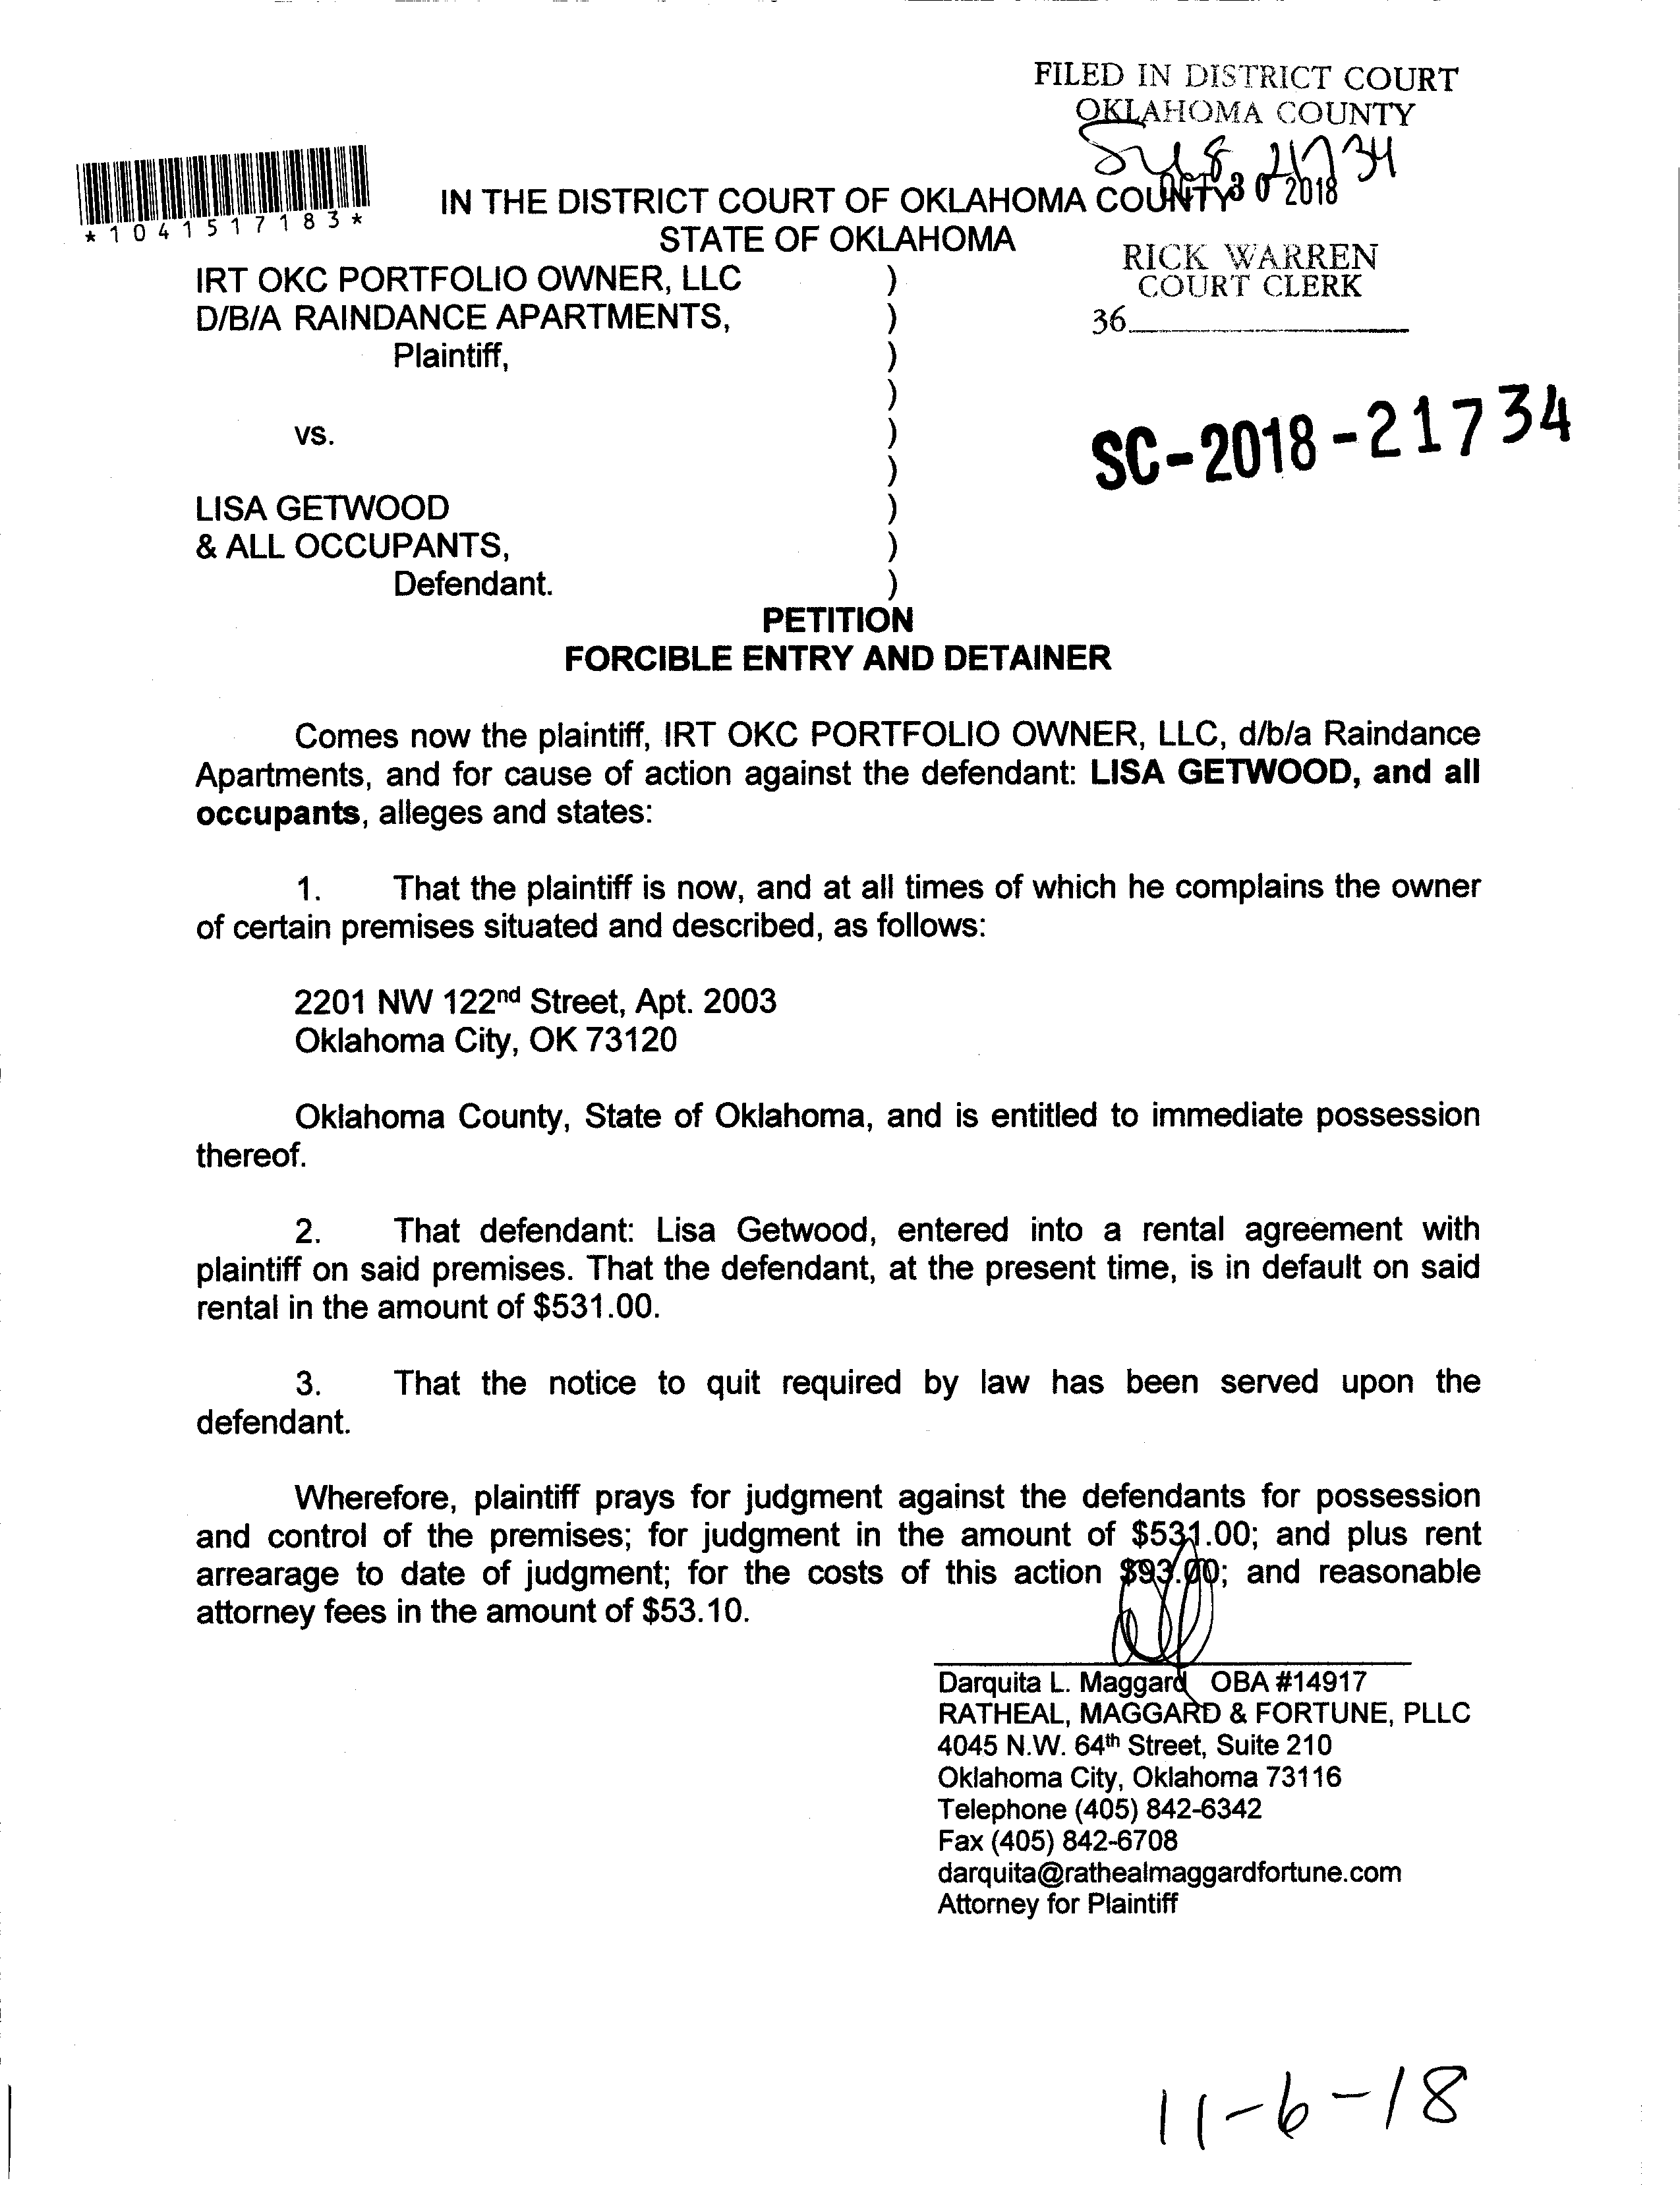 FILED IN DISTRICT COURT
OKLAHOMA COUNTY
21734
OCT 30 2018
*1041517183*
IN THE DISTRICT COURT OF OKLAHOMA COUNTY
STATE OF OKLAHOMA
RICK WARREN
COURT CLERK
36
IRT OKC PORTFOLIO OWNER, LLC )
D/B/A RAINDANCE APARTMENTS, )
Plaintiff, )
)
vs. )
)
SC-2018-21734
LISA GETWOOD )
& ALL OCCUPANTS, )
Defendant. )
PETITION
FORCIBLE ENTRY AND DETAINER
Comes now the plaintiff, IRT OKC PORTFOLIO OWNER, LLC, d/b/a Raindance
Apartments, and for cause of action against the defendant: LISA GETWOOD, and all
occupants, alleges and states:
1. That the plaintiff is now, and at all times of which he complains the owner
of certain premises situated and described, as follows:
2201 NW 122nd Street, Apt. 2003
Oklahoma City, OK 73120
Oklahoma County, State of Oklahoma, and is entitled to immediate possession
thereof.
2. That defendant: Lisa Getwood, entered into a rental agreement with
plaintiff on said premises. That the defendant, at the present time, is in default on said
rental in the amount of $531.00.
3. That the notice to quit required by law has been served upon the
defendant.
Wherefore, plaintiff prays for judgment against the defendants for possession
and control of the premises; for judgment in the amount of $531.00; and plus rent
arrearage to date of judgment; for the costs of this action $93.00; and reasonable
attorney fees in the amount of $53.10.
Darquita L. Maggard OBA #14917
RATHEAL, MAGGARD & FORTUNE, PLLC
4045 N.W. 64th Street, Suite 210
Oklahoma City, Oklahoma 73116
Telephone (405) 842-6342
Fax (405) 842-6708
darquita@rathealmaggardfortune.com
Attorney for Plaintiff
11-6-18